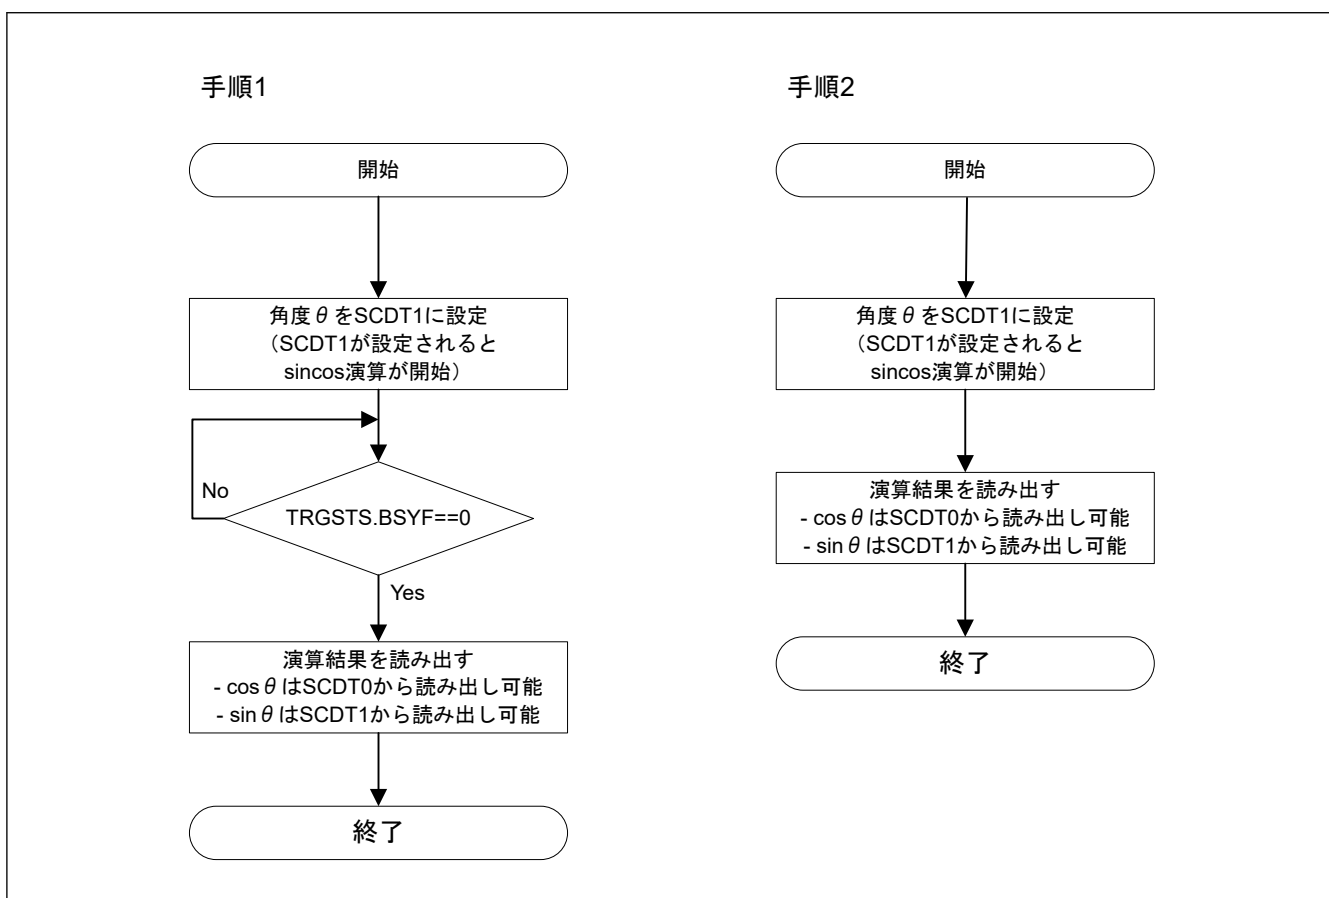 手順1
開始
角度θをSCDT1に設定
（SCDT1が設定されると
sincos演算が開始）
No
TRGSTS.BSYF==0
Yes
演算結果を読み出す
- cosθはSCDT0から読み出し可能
- sinθはSCDT1から読み出し可能
終了
手順2
開始
角度θをSCDT1に設定
（SCDT1が設定されると
sincos演算が開始）
演算結果を読み出す
- cosθはSCDT0から読み出し可能
- sinθはSCDT1から読み出し可能
終了